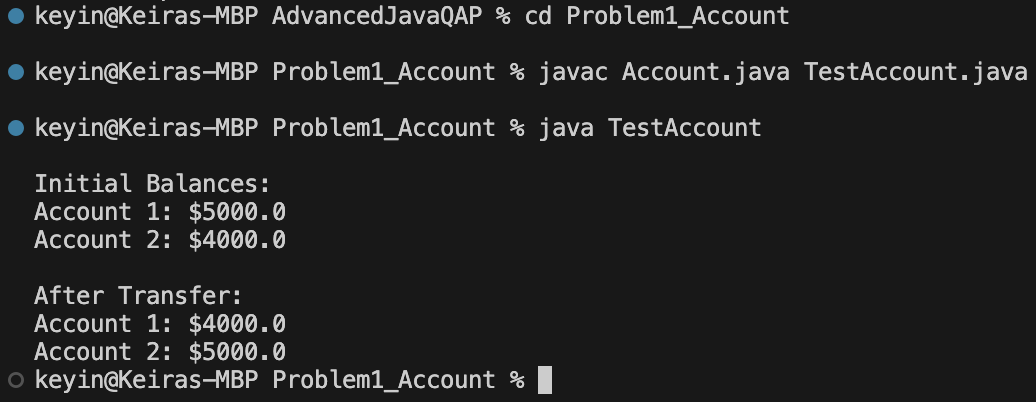 keyin@Keiras-MBP AdvancedJavaQAP % cd Problem1_Account
keyin@Keiras-MBP Problem1_Account % javac Account.java TestAccount.java
keyin@Keiras-MBP Problem1_Account % java TestAccount
Initial Balances:
Account 1: $5000.0
Account 2: $4000.0
After Transfer:
Account 1: $4000.0
Account 2: $5000.0
keyin@Keiras-MBP Problem1_Account %